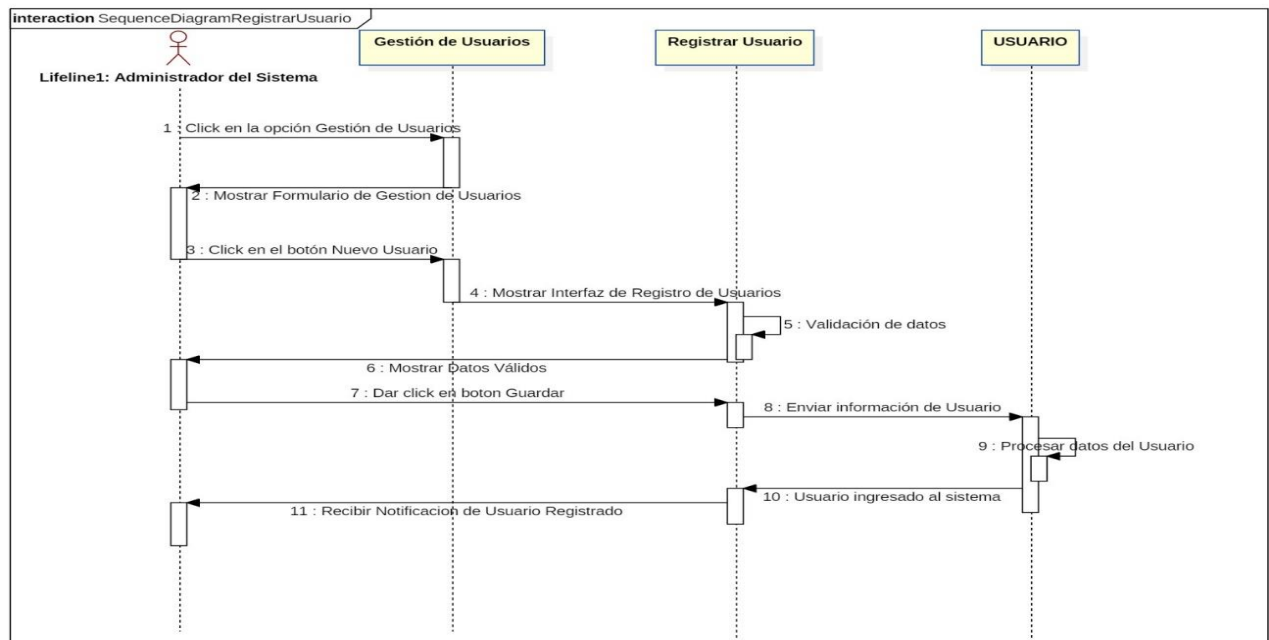 interaction SequenceDiagramRegistrarUsuario
Gestión de Usuarios
Registrar Usuario
USUARIO
Lifeline1: Administrador del Sistema
1 : Click en la opción Gestión de Usuarios
2 : Mostrar Formulario de Gestion de Usuarios
3 : Click en el botón Nuevo Usuario
4 : Mostrar Interfaz de Registro de Usuarios
5 : Validación de datos
6 : Mostrar Datos Válidos
7 : Dar click en boton Guardar
8 : Enviar información de Usuario
9 : Procesar datos del Usuario
10 : Usuario ingresado al sistema
11 : Recibir Notificacion de Usuario Registrado